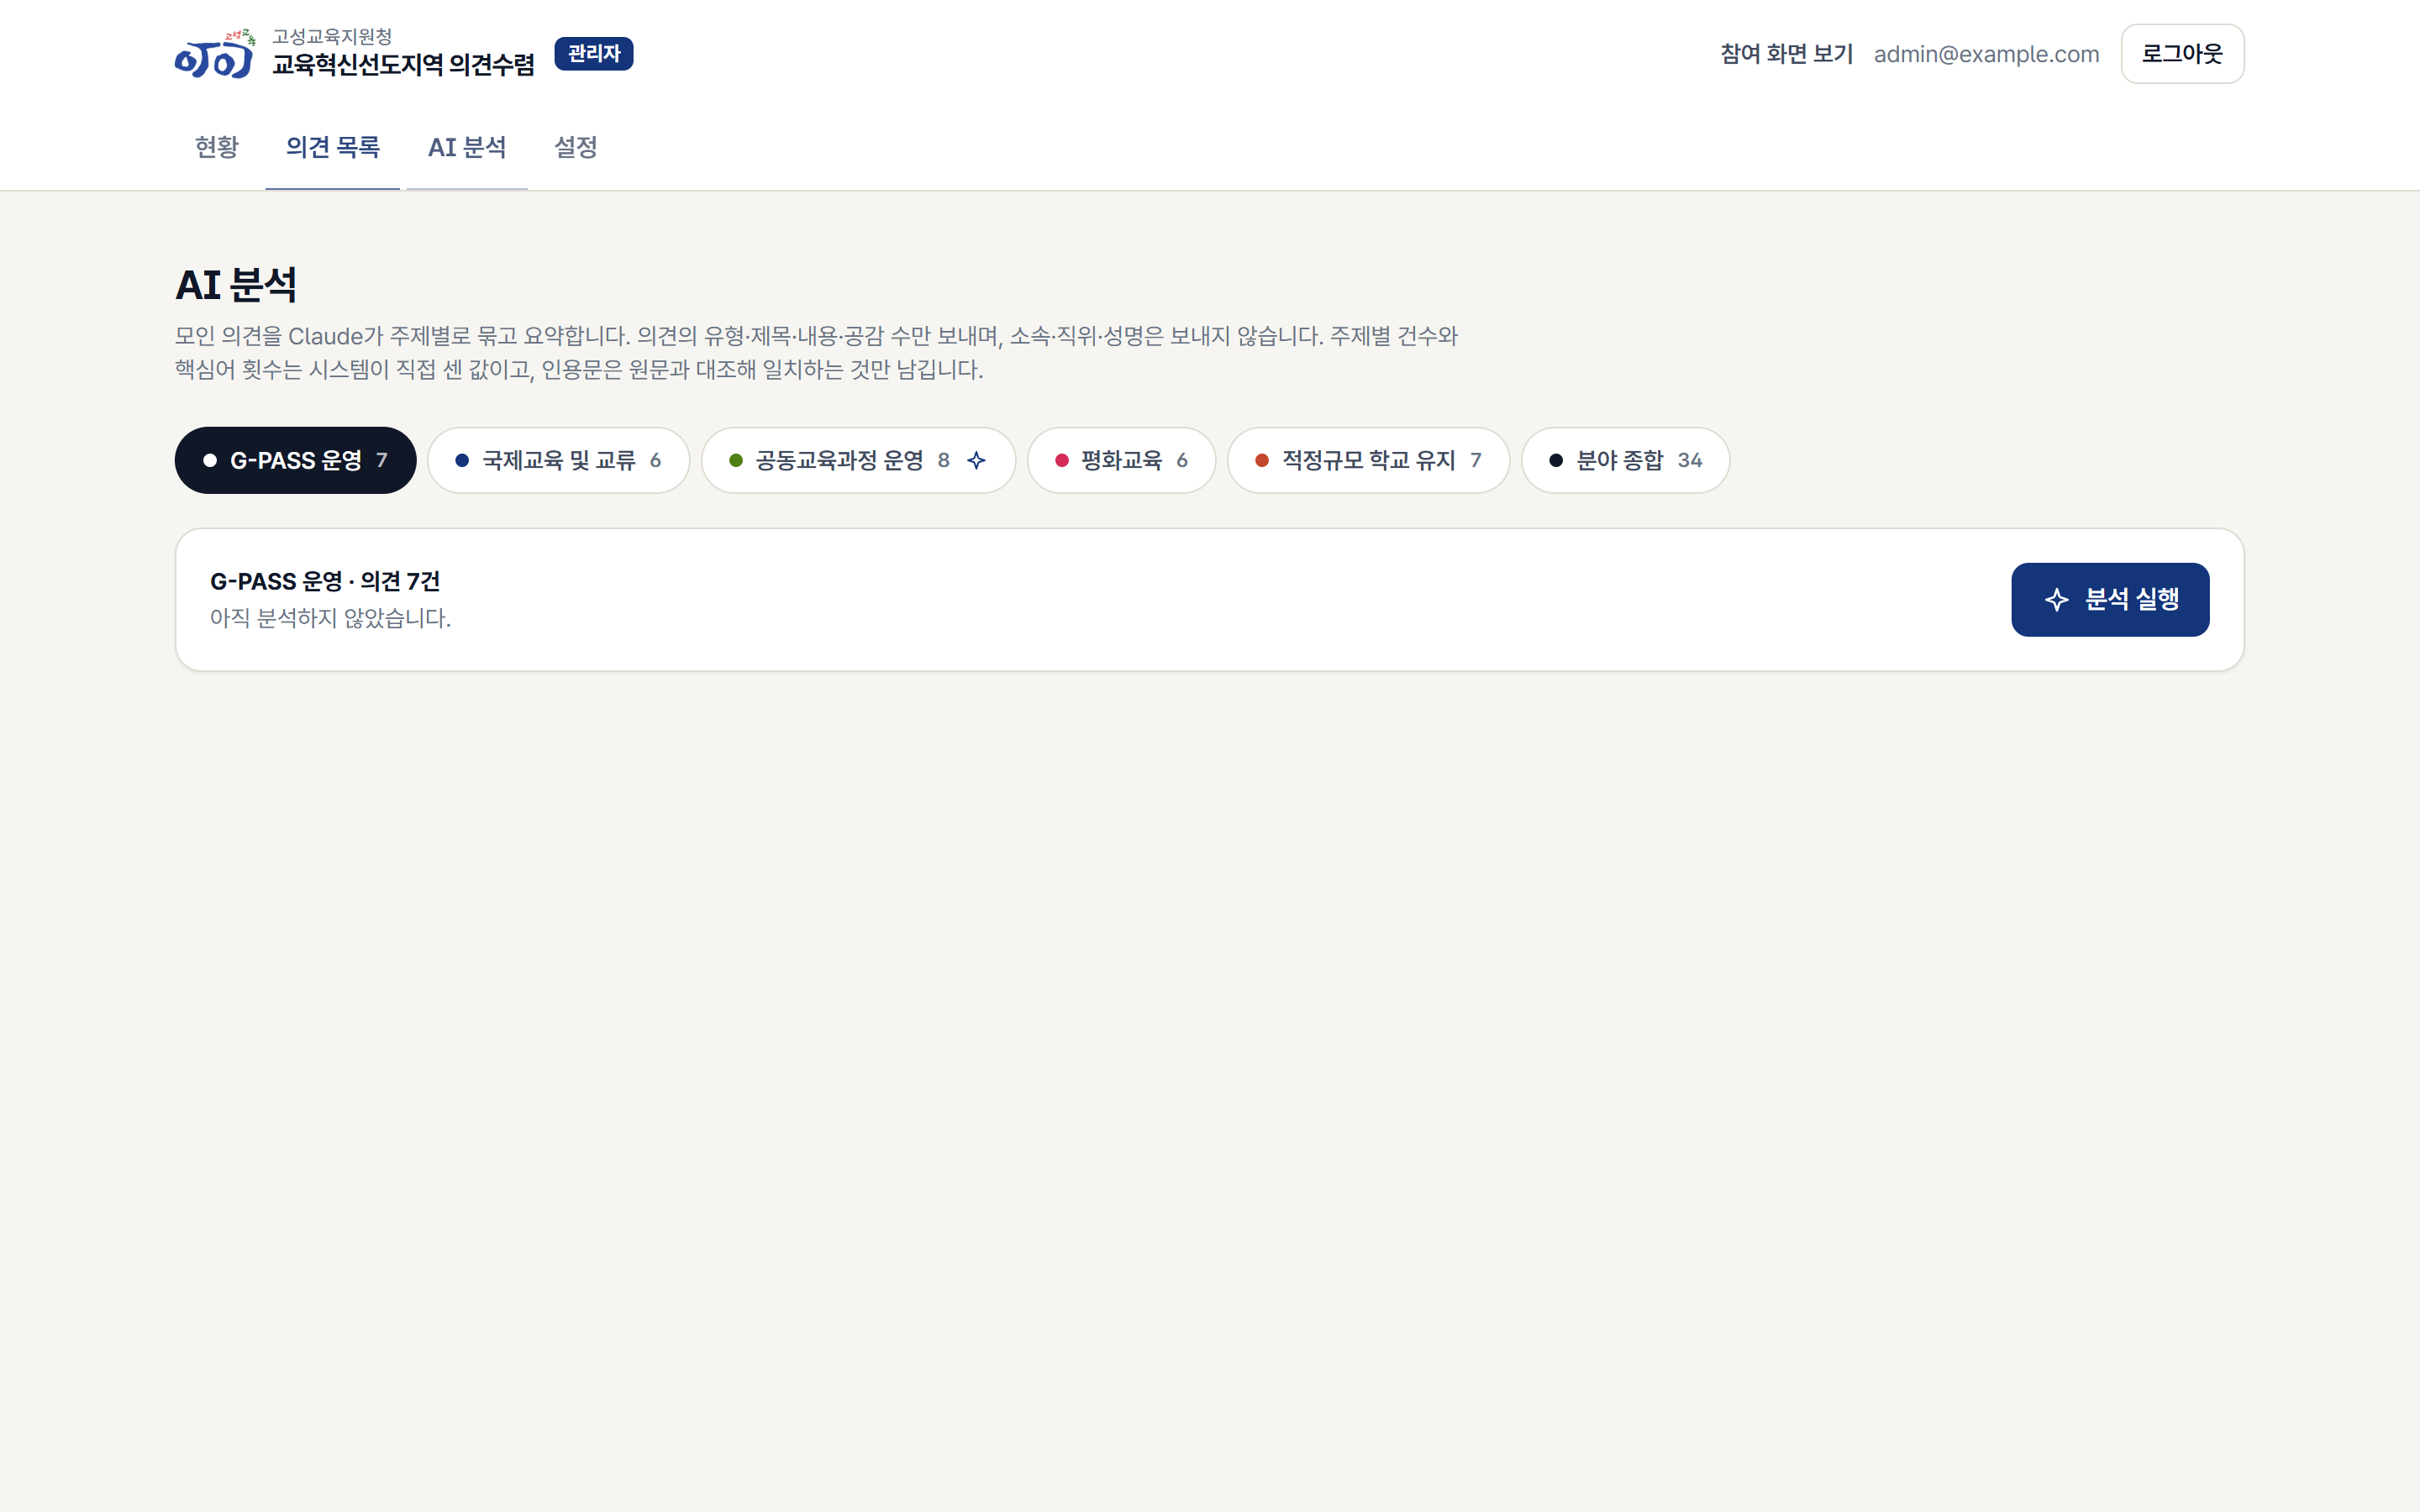 고성교육
아이
고성교육지원청
교육혁신선도지역 의견수렴
관리자
참여 화면 보기
admin@example.com
로그아웃
현황
의견 목록
AI 분석
설정
AI 분석
모인 의견을 Claude가 주제별로 묶고 요약합니다. 의견의 유형·제목·내용·공감 수만 보내며, 소속·직위·성명은 보내지 않습니다. 주제별 건수와
핵심어 횟수는 시스템이 직접 센 값이고, 인용문은 원문과 대조해 일치하는 것만 남깁니다.
G-PASS 운영 7
국제교육 및 교류 6
공동교육과정 운영 8
평화교육 6
적정규모 학교 유지 7
분야 종합 34
G-PASS 운영 · 의견 7건
아직 분석하지 않았습니다.
분석 실행